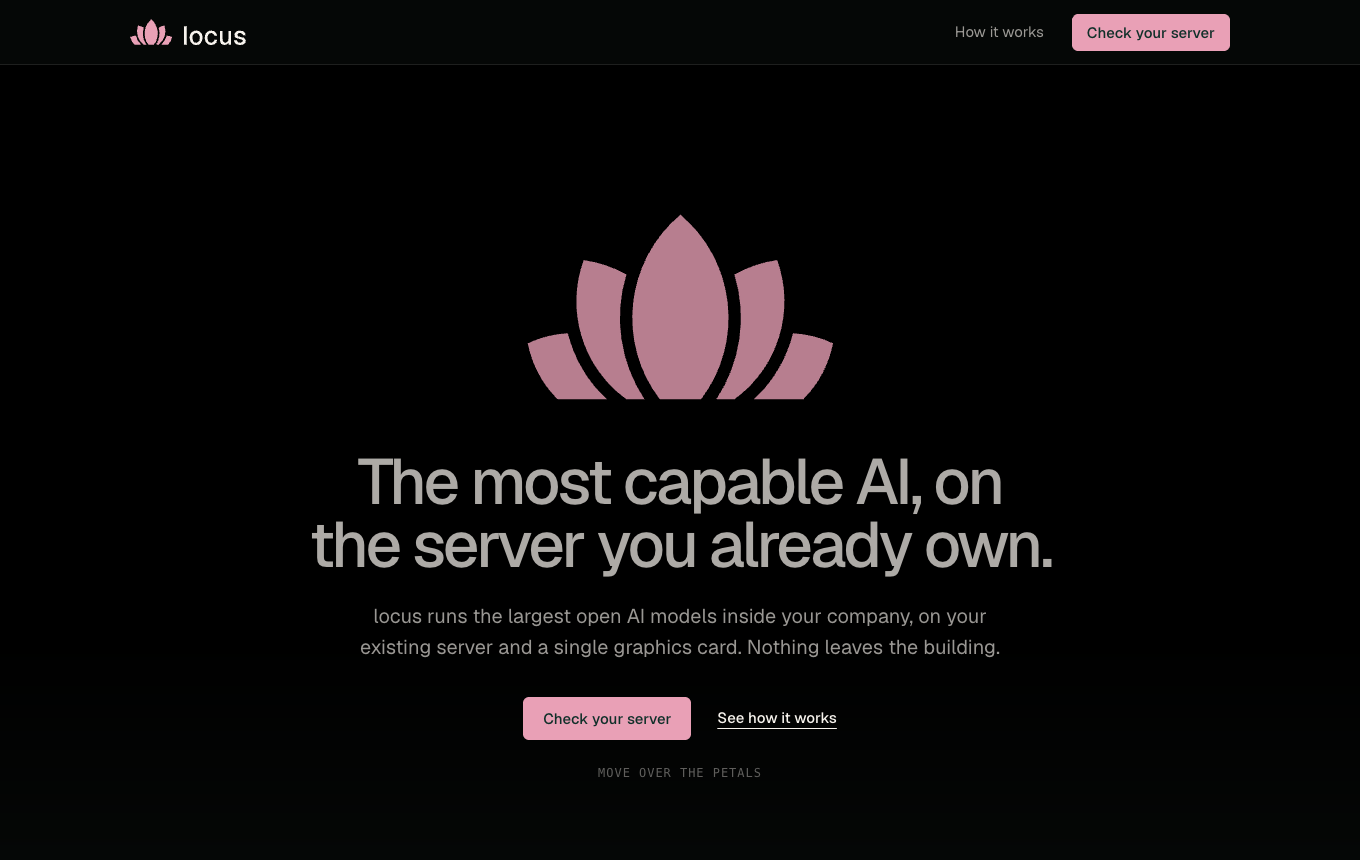 locus
How it works
Check your server
The most capable AI, on
the server you already own.
locus runs the largest open AI models inside your company, on your
existing server and a single graphics card. Nothing leaves the building.
Check your server
See how it works
MOVE OVER THE PETALS